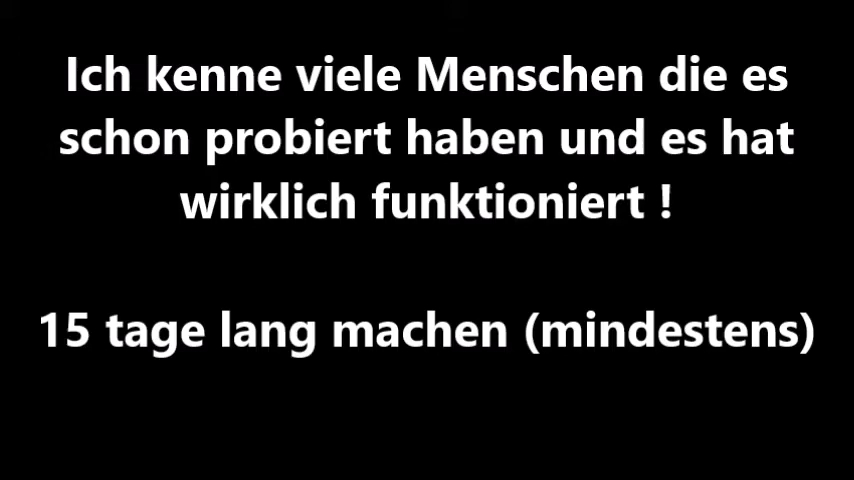 Ich kenne viele Menschen die es
schon probiert haben und es hat
wirklich funktioniert !
15 tage lang machen (mindestens)